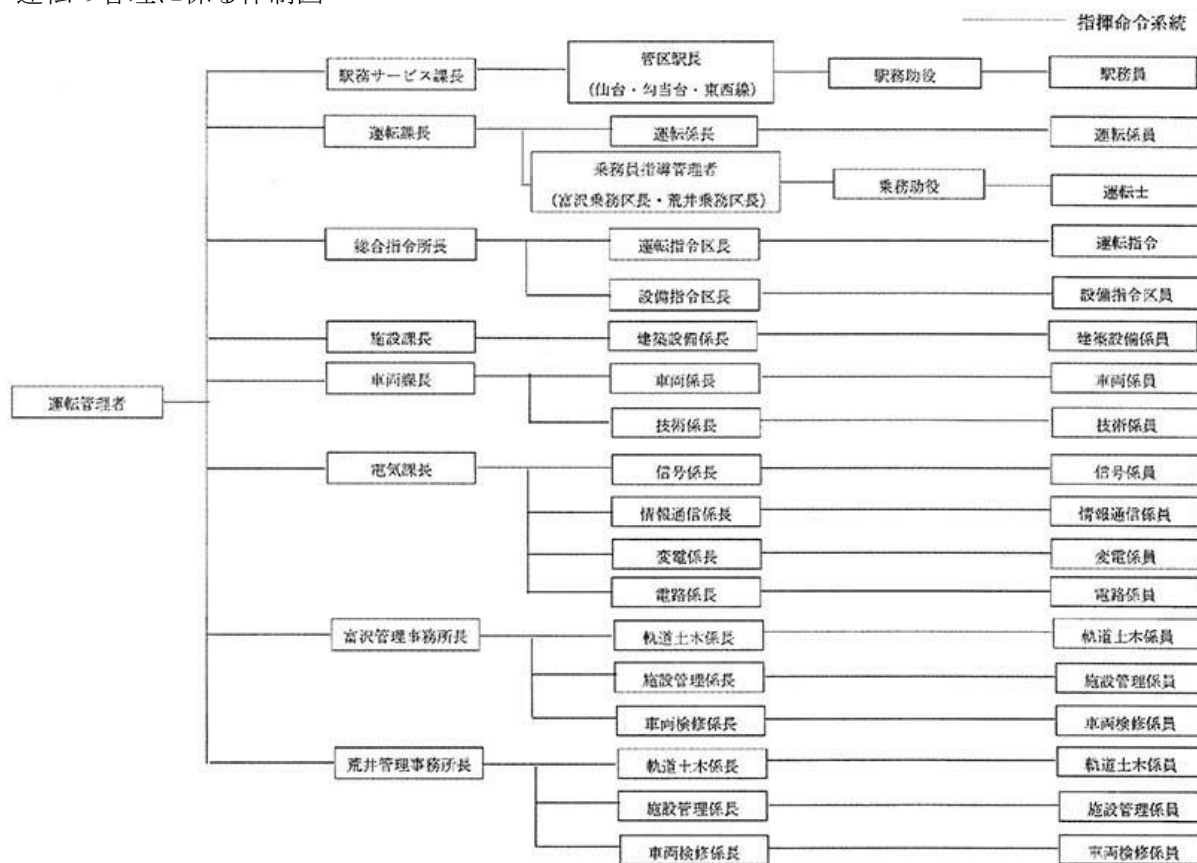 運転の管理に係る体制図
指揮命令系統
駅務サービス課長
管区駅長
(仙台・勾当台・東西線)
駅務助役
駅務員
運転課長
運転係長
運転係員
乗務員指導管理者
(富沢乗務区長・荒井乗務区長)
乗務助役
運転士
総合指令所長
運転指令区長
運転指令
設備指令区長
設備指令区員
施設課長
建築設備係長
建築設備係員
運転管理者
車両課長
車両係長
車両係員
技術係長
技術係員
電気課長
信号係長
信号係員
情報通信係長
情報通信係員
変電係長
変電係員
電路係長
電路係員
富沢管理事務所長
軌道土木係長
軌道土木係員
施設管理係長
施設管理係員
車両検修係長
車両検修係員
荒井管理事務所長
軌道土木係長
軌道土木係員
施設管理係長
施設管理係員
車両検修係長
車両検修係員